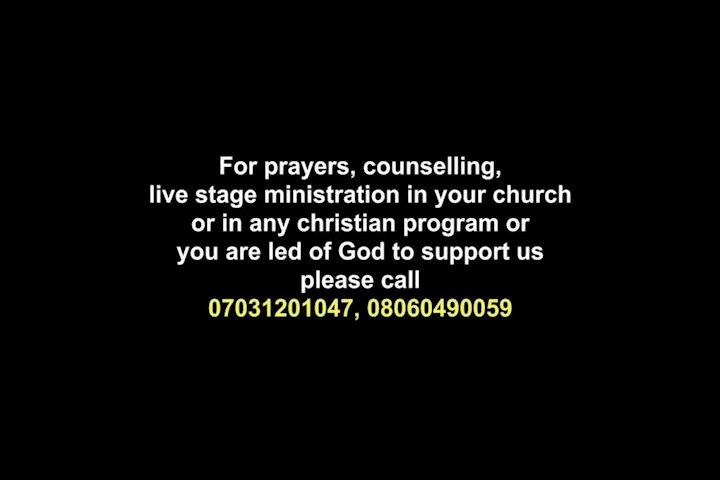 For prayers, counselling,
live stage ministration in your church
or in any christian program or
you are led of God to support us
please call
07031201047, 08060490059